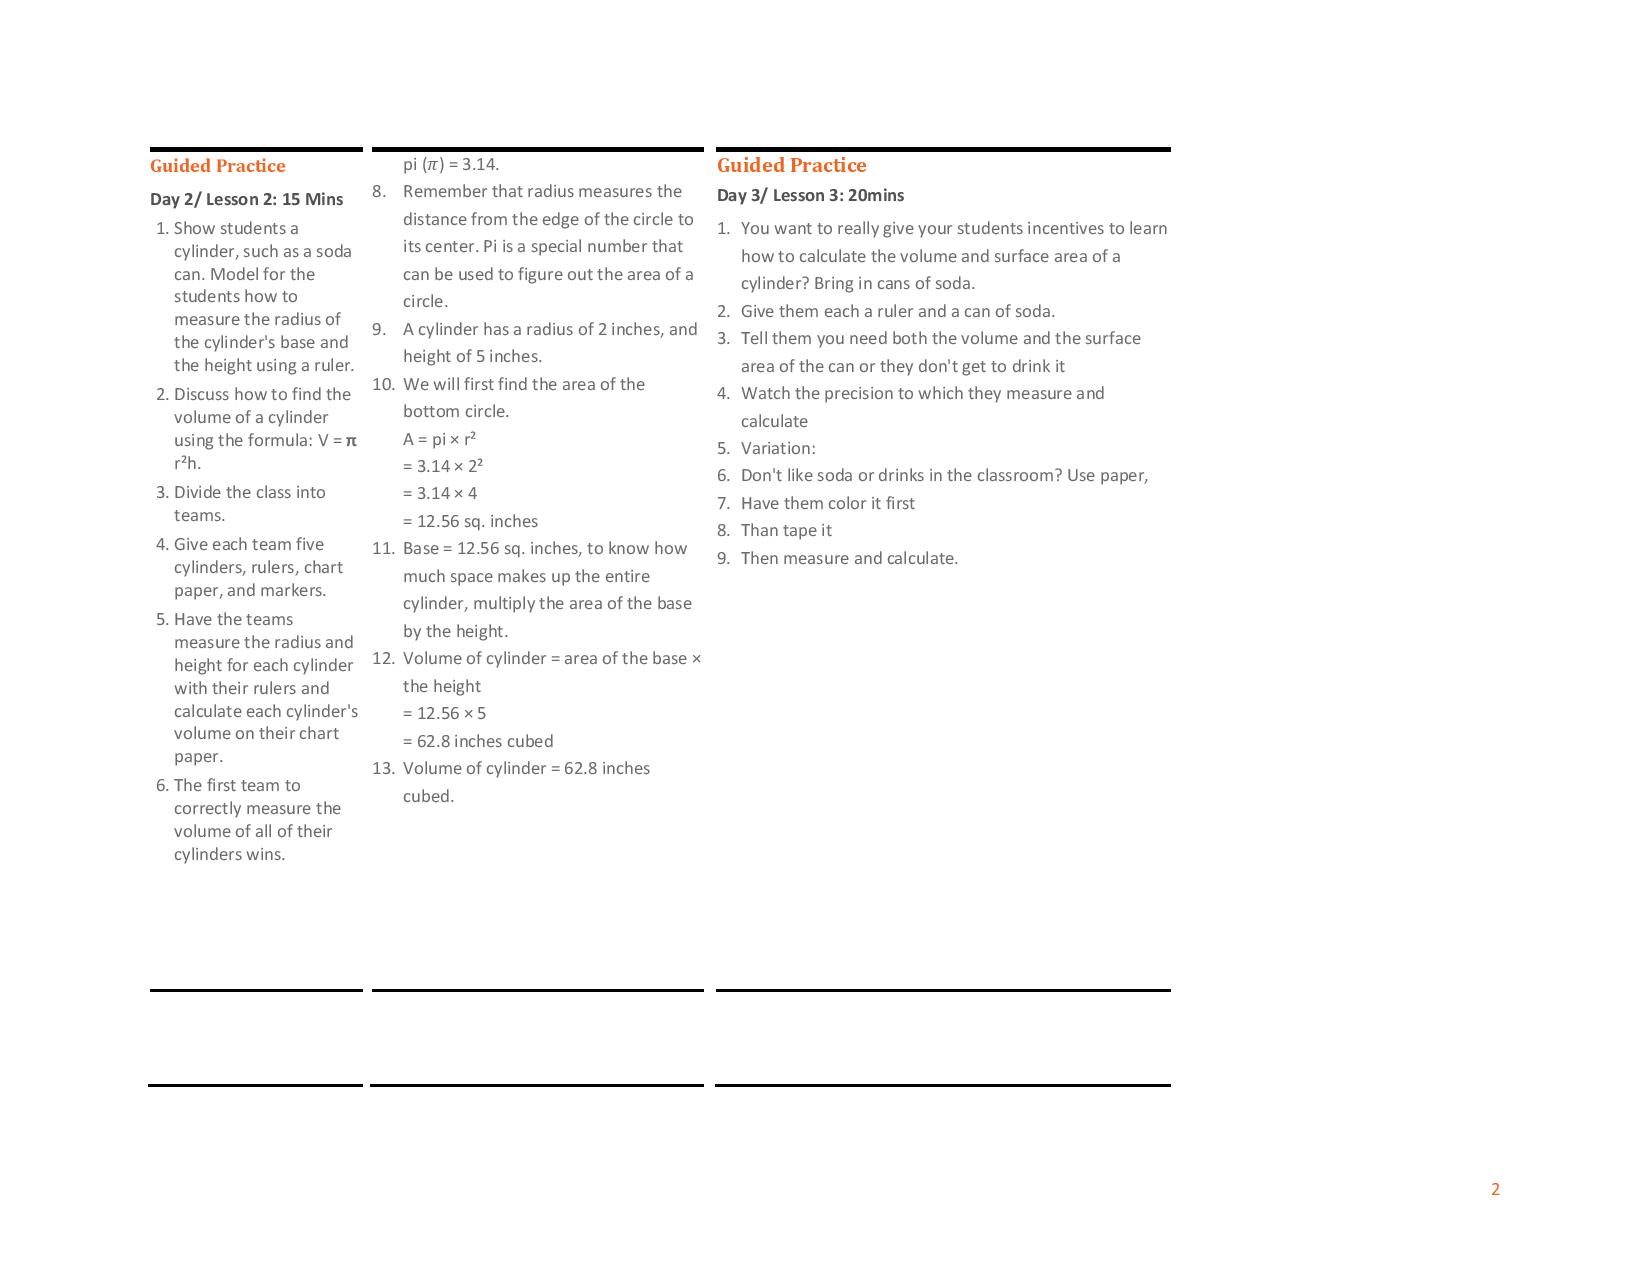 Guided Practice
Day 2/ Lesson 2: 15 Mins
1. Show students a
cylinder, such as a soda
can. Model for the
students how to
measure the radius of
the cylinder's base and
the height using a ruler.
2. Discuss how to find the
volume of a cylinder
using the formula: V = π
r²h.
3. Divide the class into
teams.
4. Give each team five
cylinders, rulers, chart
paper, and markers.
5. Have the teams
measure the radius and
height for each cylinder
with their rulers and
calculate each cylinder's
volume on their chart
paper.
6. The first team to
correctly measure the
volume of all of their
cylinders wins.
pi (π) = 3.14.
8. Remember that radius measures the
distance from the edge of the circle to
its center. Pi is a special number that
can be used to figure out the area of a
circle.
9. A cylinder has a radius of 2 inches, and
height of 5 inches.
10. We will first find the area of the
bottom circle.
A = pi × r²
= 3.14 × 2²
= 3.14 × 4
= 12.56 sq. inches
11. Base = 12.56 sq. inches, to know how
much space makes up the entire
cylinder, multiply the area of the base
by the height.
12. Volume of cylinder = area of the base ×
the height
= 12.56 × 5
= 62.8 inches cubed
13. Volume of cylinder = 62.8 inches
cubed.
Guided Practice
Day 3/ Lesson 3: 20mins
1. You want to really give your students incentives to learn
how to calculate the volume and surface area of a
cylinder? Bring in cans of soda.
2. Give them each a ruler and a can of soda.
3. Tell them you need both the volume and the surface
area of the can or they don't get to drink it
4. Watch the precision to which they measure and
calculate
5. Variation:
6. Don't like soda or drinks in the classroom? Use paper,
7. Have them color it first
8. Than tape it
9. Then measure and calculate.
2